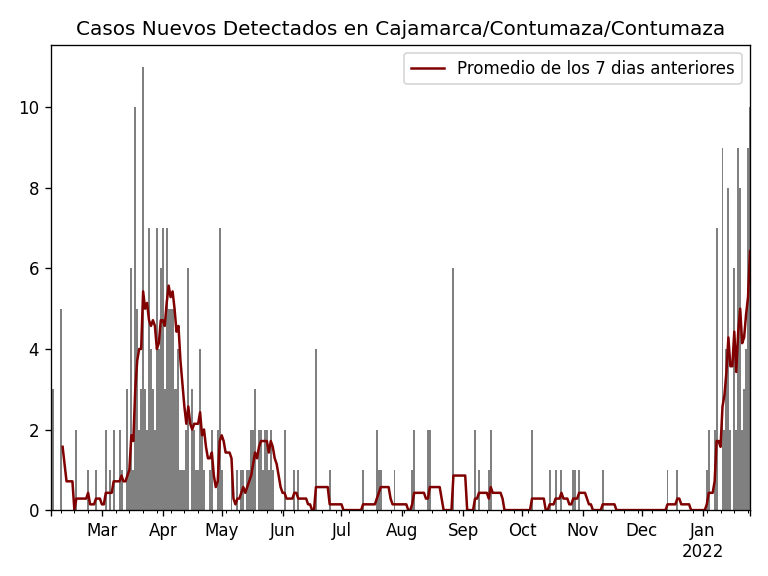 Casos Nuevos Detectados en Cajamarca/Contumaza/Contumaza
Promedio de los 7 dias anteriores
10
8
6
4
2
0
Mar Apr May Jun Jul Aug Sep Oct Nov Dec Jan
2022